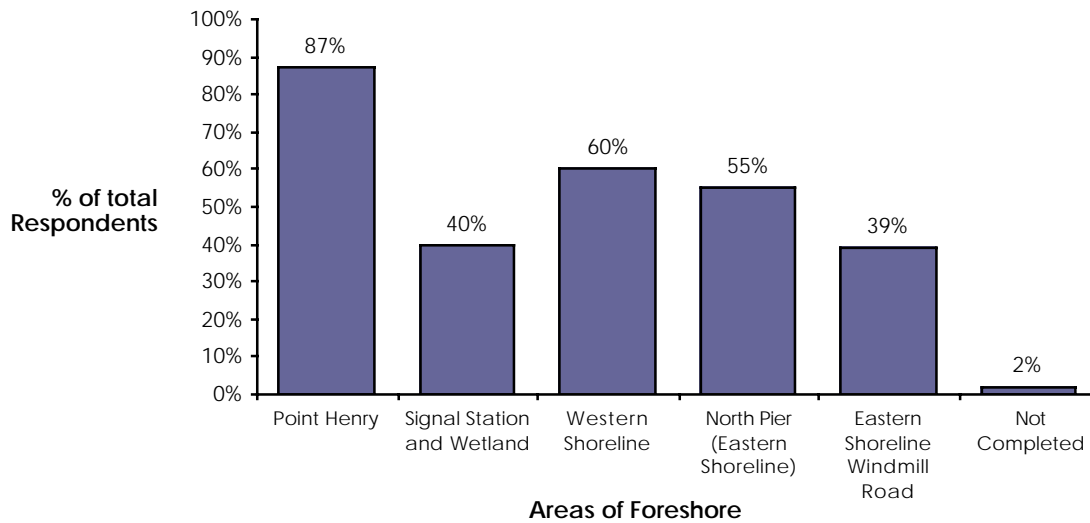 100%
90%
80%
70%
60%
50%
40%
30%
20%
10%
0%
% of total
Respondents
87%
40%
60%
55%
39%
2%
Point Henry
Signal Station
and Wetland
Western
Shoreline
North Pier
(Eastern
Shoreline)
Eastern
Shoreline
Windmill
Road
Not
Completed
Areas of Foreshore